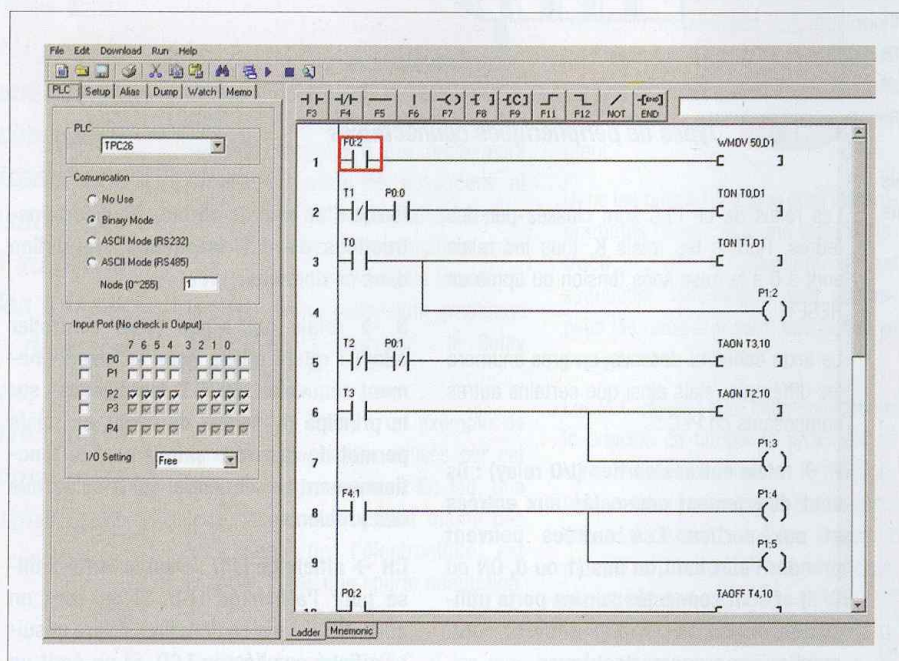 File Edit Download Run Help
PLC Setup Alias Dump Watch Memo
F3 F4 F5 F6 F7 F8 F9 F11 F12 NOT END
PLC
TPC26
Comunication
No Use
Binary Mode
ASCII Mode (RS232)
ASCII Mode (RS485)
Node (0~255) 1
Input Port (No check is Output)
7 6 5 4 3 2 1 0
P0
P1
P2
P3
P4
I/O Setting Free
F0:2 WMOV 50,D1
1
T1 P0:0 TON T0,D1
2
T0 TON T1,D1
3
P1:2
4
T2 P0:1 TAON T3,10
5
T3 TAON T2,10
6
P1:3
7
F4:1 P1:4
8
P1:5
9
P0:2 TAOFF T4,10
10
Ladder Mnemonic